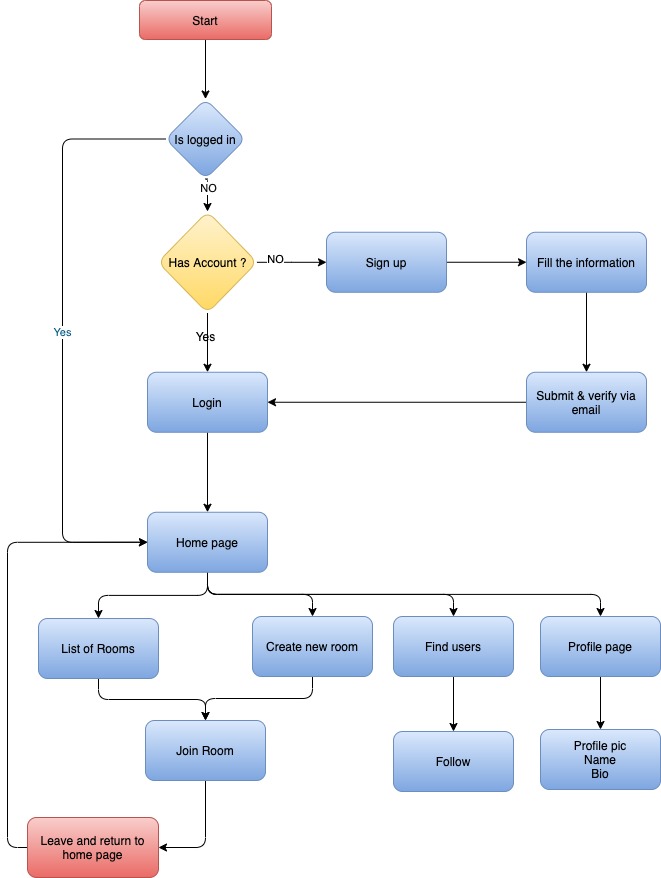 Start
Is logged in
NO
Has Account ?
NO
Sign up
Fill the information
Yes
Yes
Login
Submit & verify via
email
Home page
List of Rooms
Create new room
Find users
Profile page
Join Room
Follow
Profile pic
Name
Bio
Leave and return to
home page